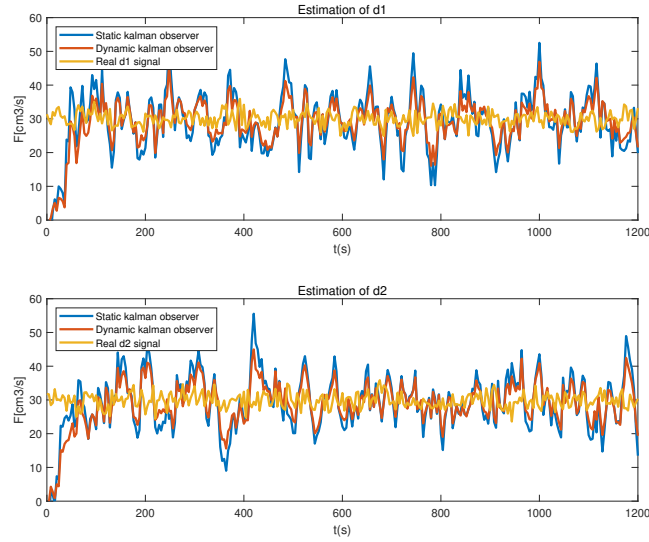 Estimation of d1
60
50
40
30
20
10
0
F[cm3/s]
Static kalman observer
Dynamic kalman observer
Real d1 signal
0 200 400 600 800 1000 1200
t(s)
Estimation of d2
60
50
40
30
20
10
0
F[cm3/s]
Static kalman observer
Dynamic kalman observer
Real d2 signal
0 200 400 600 800 1000 1200
t(s)